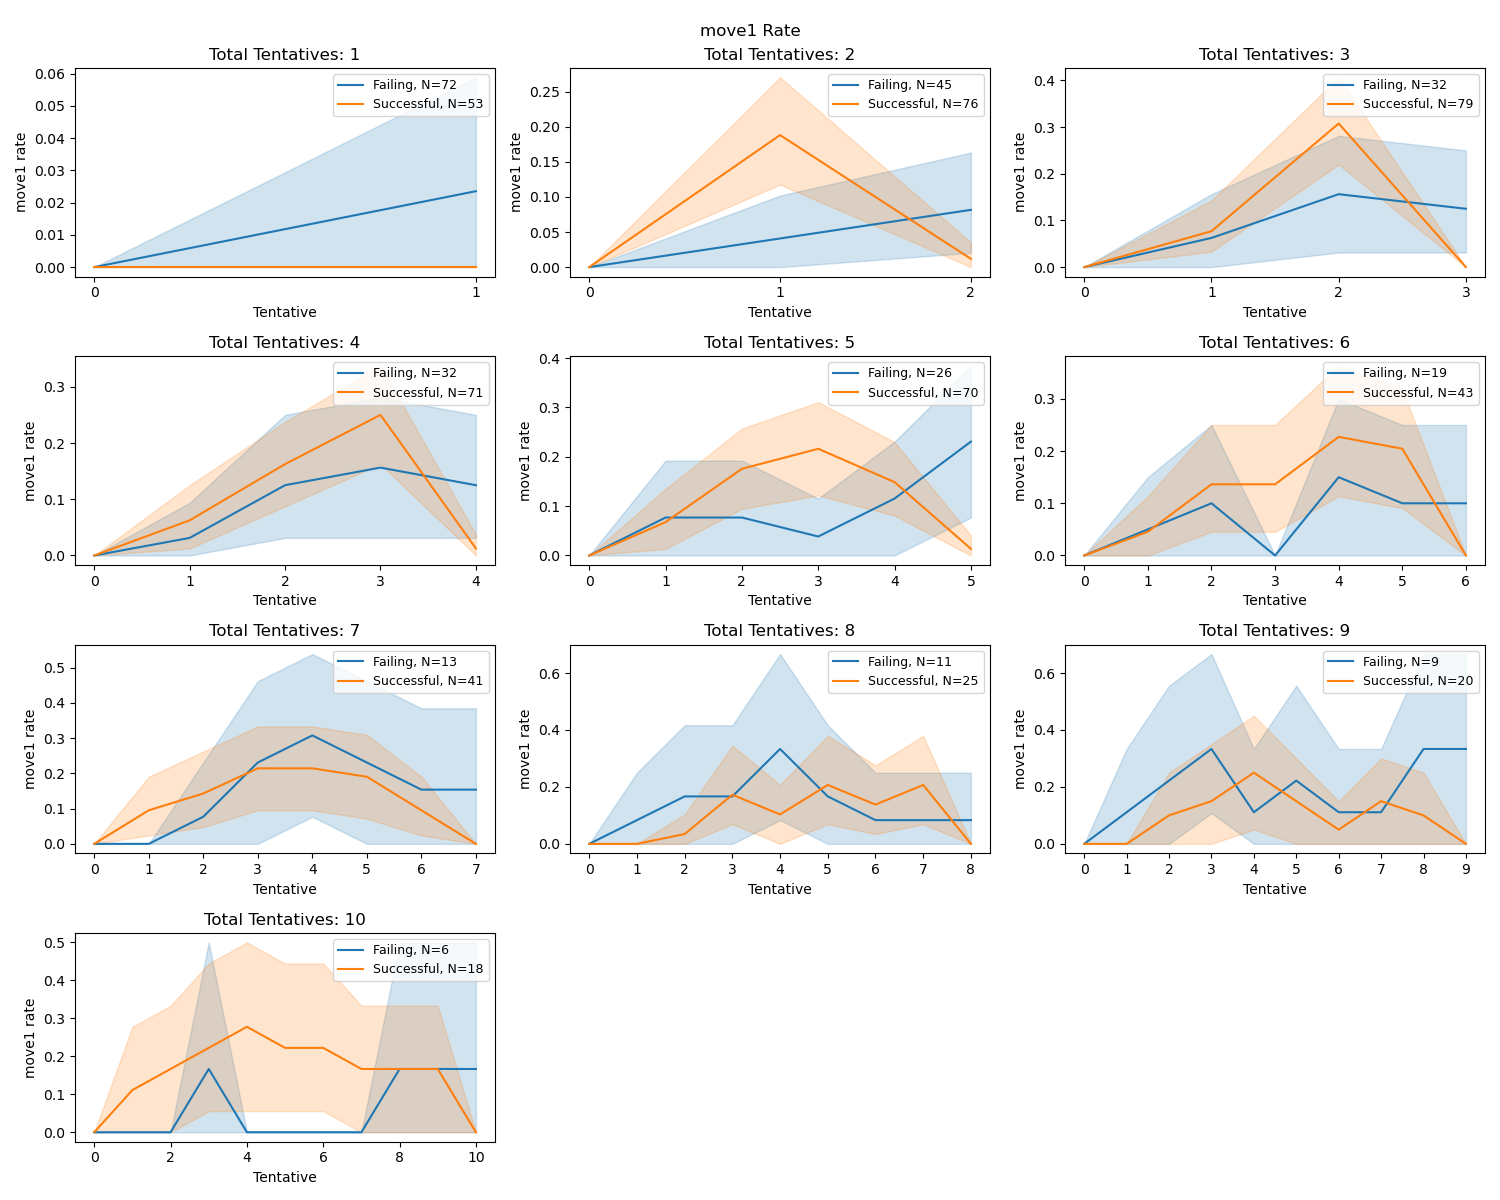 move1 Rate
Total Tentatives: 1
Failing, N=72
Successful, N=53
0.06
0.05
0.04
0.03
0.02
0.01
0.00
move1 rate
0 1
Tentative
Total Tentatives: 2
Failing, N=45
Successful, N=76
0.25
0.20
0.15
0.10
0.05
0.00
move1 rate
0 1 2
Tentative
Total Tentatives: 3
Failing, N=32
Successful, N=79
0.4
0.3
0.2
0.1
0.0
move1 rate
0 1 2 3
Tentative
Total Tentatives: 4
Failing, N=32
Successful, N=71
0.3
0.2
0.1
0.0
move1 rate
0 1 2 3 4
Tentative
Total Tentatives: 5
Failing, N=26
Successful, N=70
0.4
0.3
0.2
0.1
0.0
move1 rate
0 1 2 3 4 5
Tentative
Total Tentatives: 6
Failing, N=19
Successful, N=43
0.3
0.2
0.1
0.0
move1 rate
0 1 2 3 4 5 6
Tentative
Total Tentatives: 7
Failing, N=13
Successful, N=41
0.5
0.4
0.3
0.2
0.1
0.0
move1 rate
0 1 2 3 4 5 6 7
Tentative
Total Tentatives: 8
Failing, N=11
Successful, N=25
0.6
0.4
0.2
0.0
move1 rate
0 1 2 3 4 5 6 7 8
Tentative
Total Tentatives: 9
Failing, N=9
Successful, N=20
0.6
0.4
0.2
0.0
move1 rate
0 1 2 3 4 5 6 7 8 9
Tentative
Total Tentatives: 10
Failing, N=6
Successful, N=18
0.5
0.4
0.3
0.2
0.1
0.0
move1 rate
0 2 4 6 8 10
Tentative